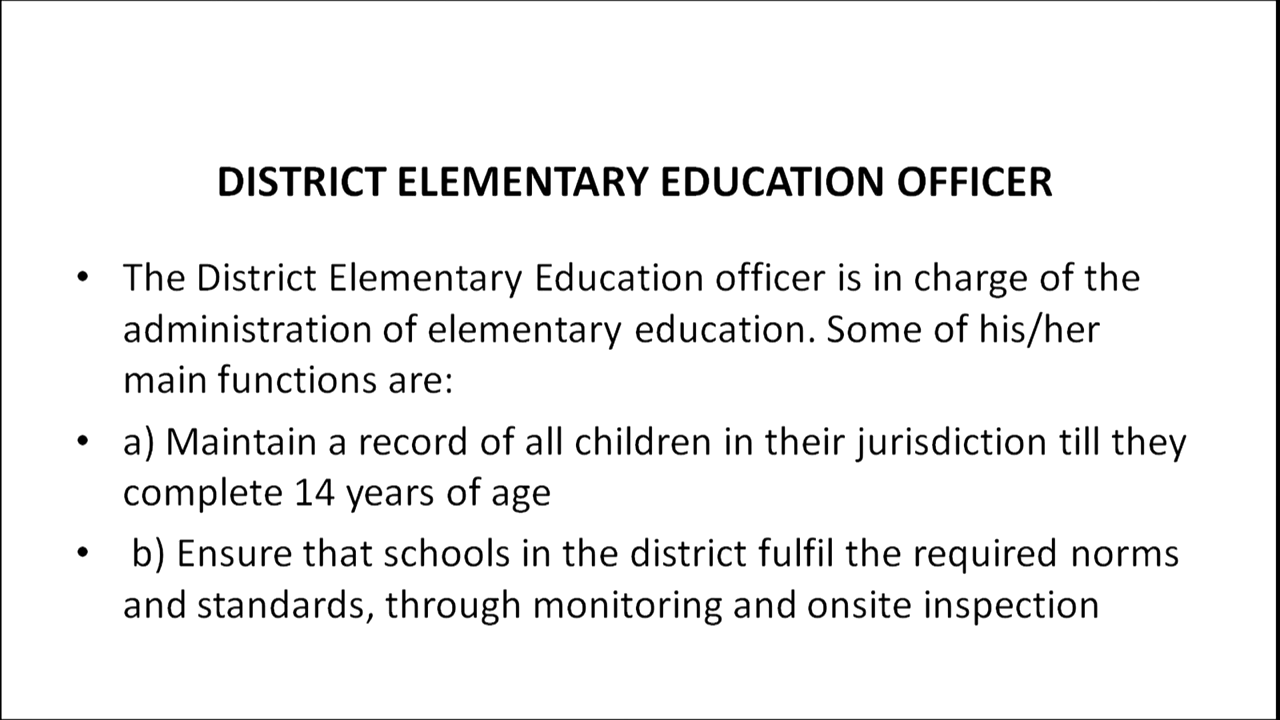 DISTRICT ELEMENTARY EDUCATION OFFICER
• The District Elementary Education officer is in charge of the
administration of elementary education. Some of his/her
main functions are:
• a) Maintain a record of all children in their jurisdiction till they
complete 14 years of age
• b) Ensure that schools in the district fulfil the required norms
and standards, through monitoring and onsite inspection